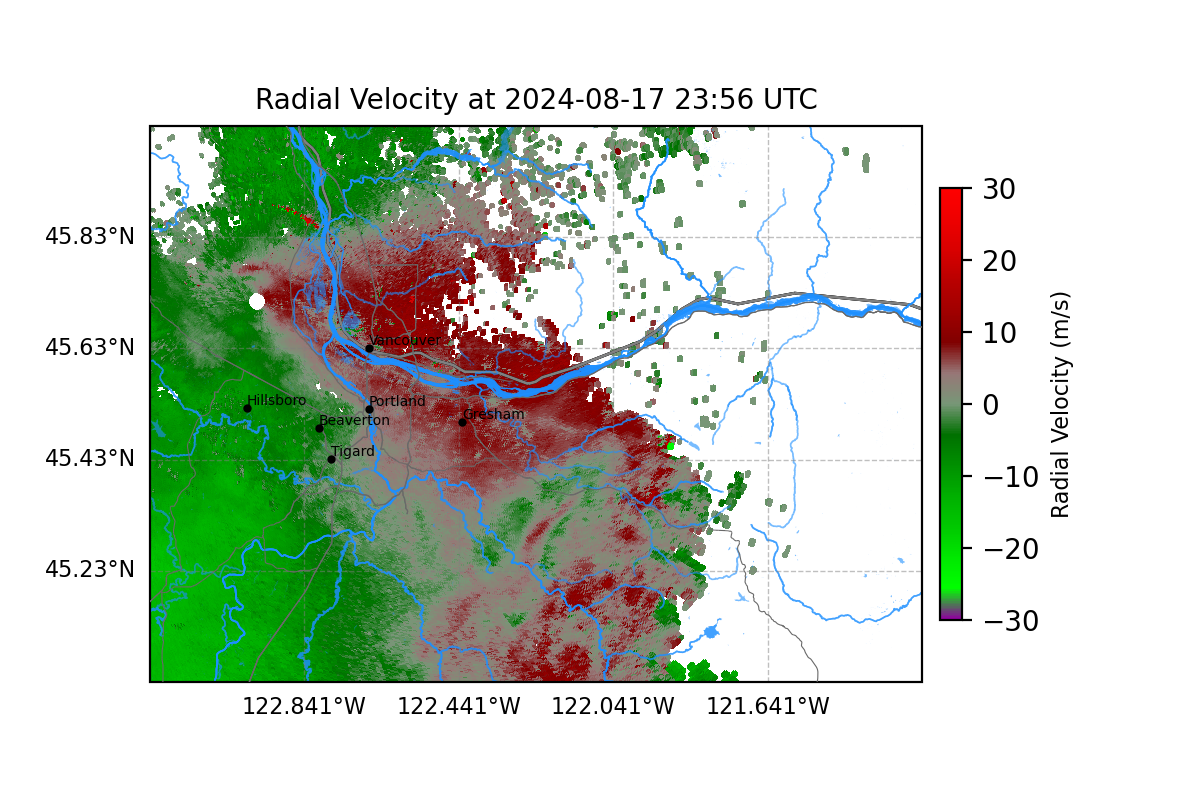 Radial Velocity at 2024-08-17 23:56 UTC
45.83°N
45.63°N
45.43°N
45.23°N
122.841°W
122.441°W
122.041°W
121.641°W
Vancouver
Hillsboro
Portland
Beaverton
Gresham
Tigard
30
20
10
0
−10
−20
−30
Radial Velocity (m/s)